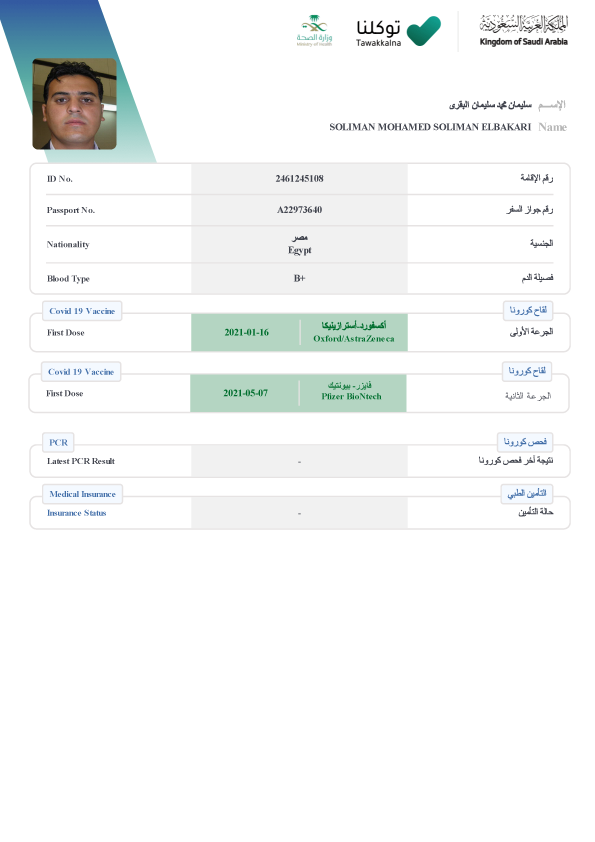 وزارة الصحة
Ministry of Health
توكلنا
Tawakkalna
المملكة العربية السعودية
Kingdom of Saudi Arabia
سليمان محمد سليمان البقرى الإســـم
SOLIMAN MOHAMED SOLIMAN ELBAKARI Name
ID No. 2461245108 رقم الإقامة
Passport No. A22973640 رقم جواز السفر
مصر
Nationality الجنسية
Egypt
Blood Type B+ فصيلة الدم
Covid 19 Vaccine لقاح كورونا
First Dose 2021-01-16 أكسفورد-أسترازينيكا الجرعة الأولى
Oxford/AstraZeneca
Covid 19 Vaccine لقاح كورونا
First Dose 2021-05-07 فايزر- بيونتيك الجرعة الثانية
Pfizer BioNtech
PCR فحص كورونا
Latest PCR Result - نتيجة آخر فحص كورونا
Medical Insurance التأمين الطبي
Insurance Status - حالة التأمين